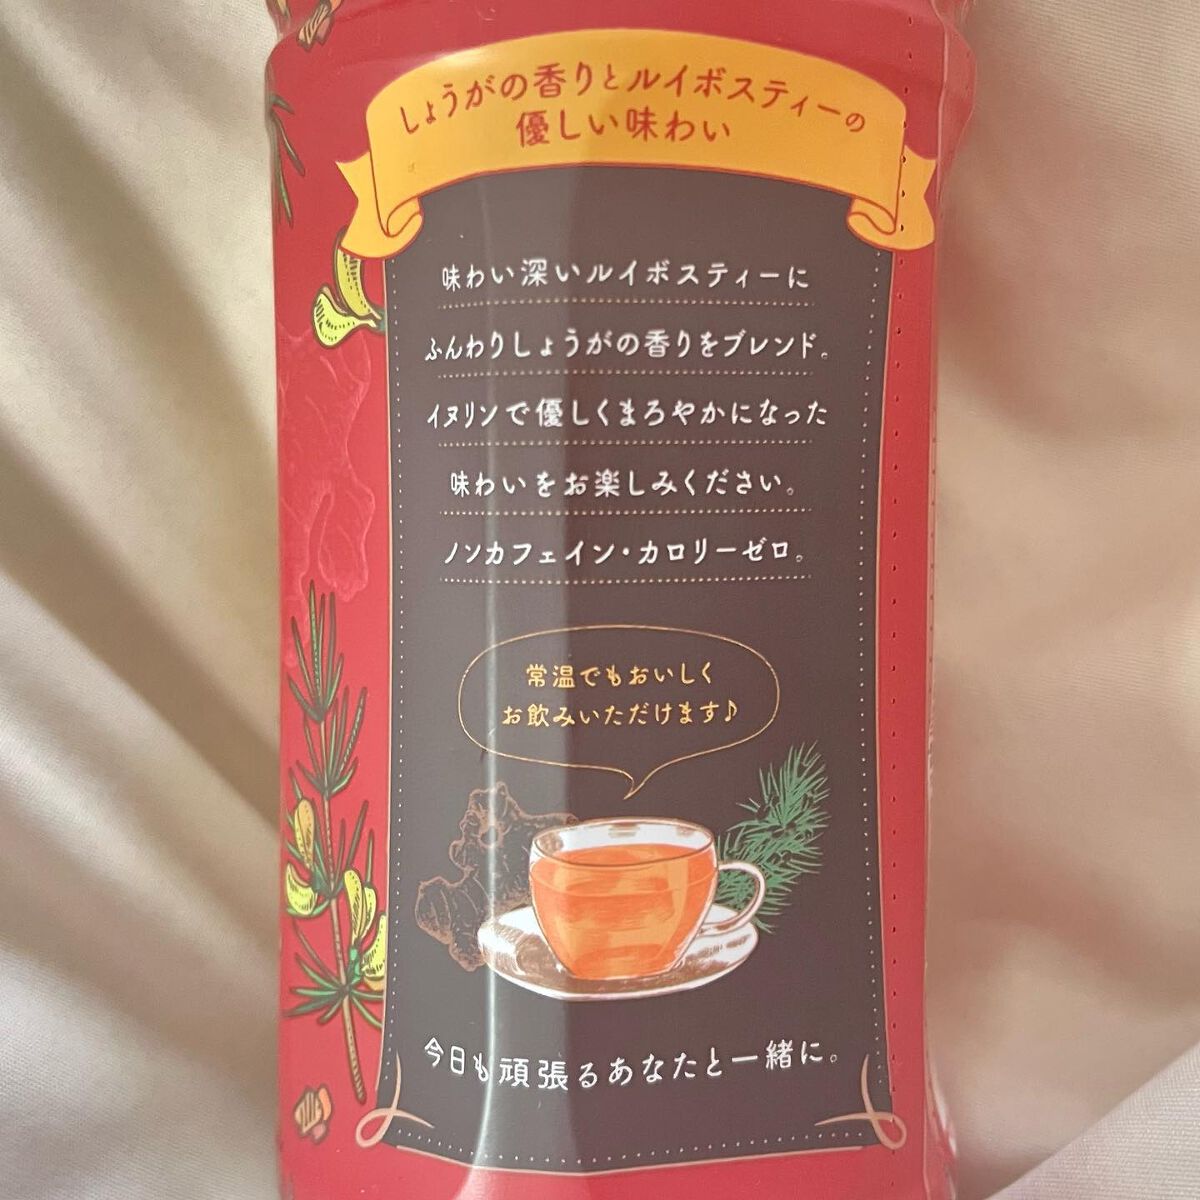 しょうがの香りとルイボスティーの
優しい味わい
味わい深いルイボスティーに
ふんわりしょうがの香りをブレンド。
イヌリンで優しくまろやかになった
味わいをお楽しみください。
ノンカフェイン・カロリーゼロ。
常温でもおいしく
お飲みいただけます♪
今日も頑張るあなたと一緒に。